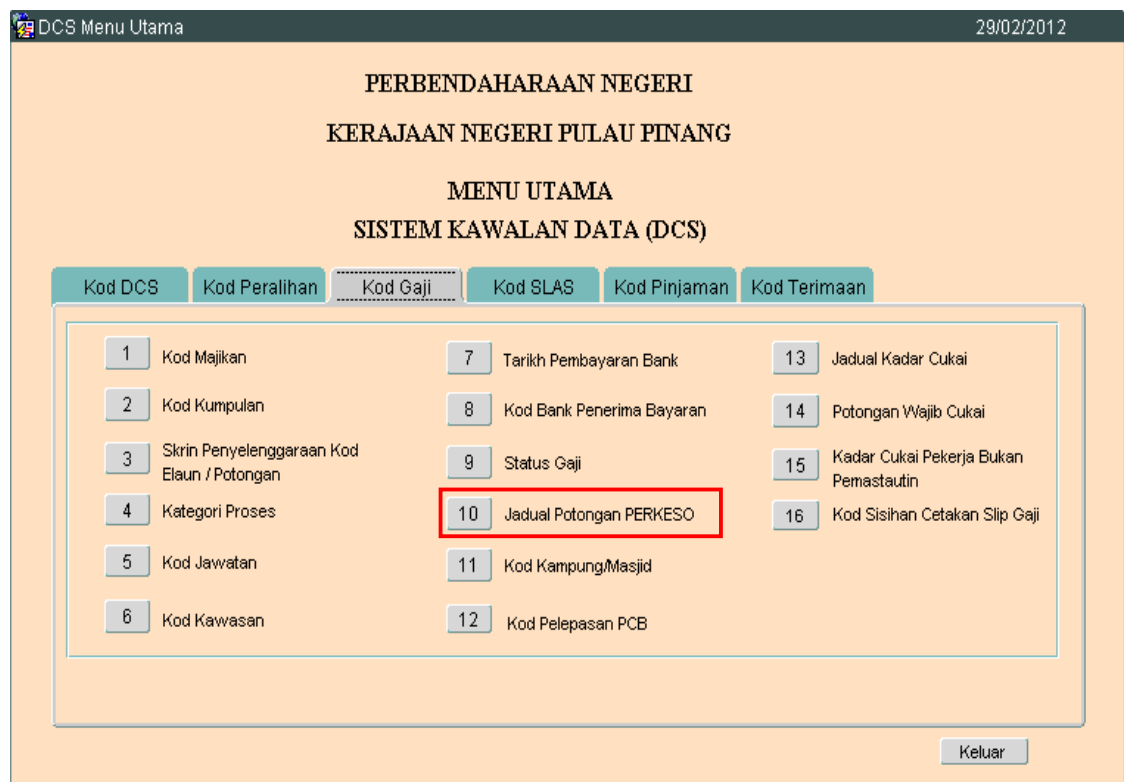 DCS Menu Utama
29/02/2012
PERBENDAHARAAN NEGERI
KERAJAAN NEGERI PULAU PINANG
MENU UTAMA
SISTEM KAWALAN DATA (DCS)
Kod DCS
Kod Peralihan
Kod Gaji
Kod SLAS
Kod Pinjaman
Kod Terimaan
1 Kod Majikan
2 Kod Kumpulan
3 Skrin Penyelenggaraan Kod
Elaun / Potongan
4 Kategori Proses
5 Kod Jawatan
6 Kod Kawasan
7 Tarikh Pembayaran Bank
8 Kod Bank Penerima Bayaran
9 Status Gaji
10 Jadual Potongan PERKESO
11 Kod Kampung/Masjid
12 Kod Pelepasan PCB
13 Jadual Kadar Cukai
14 Potongan Wajib Cukai
15 Kadar Cukai Pekerja Bukan
Pemastautin
16 Kod Sisihan Cetakan Slip Gaji
Keluar